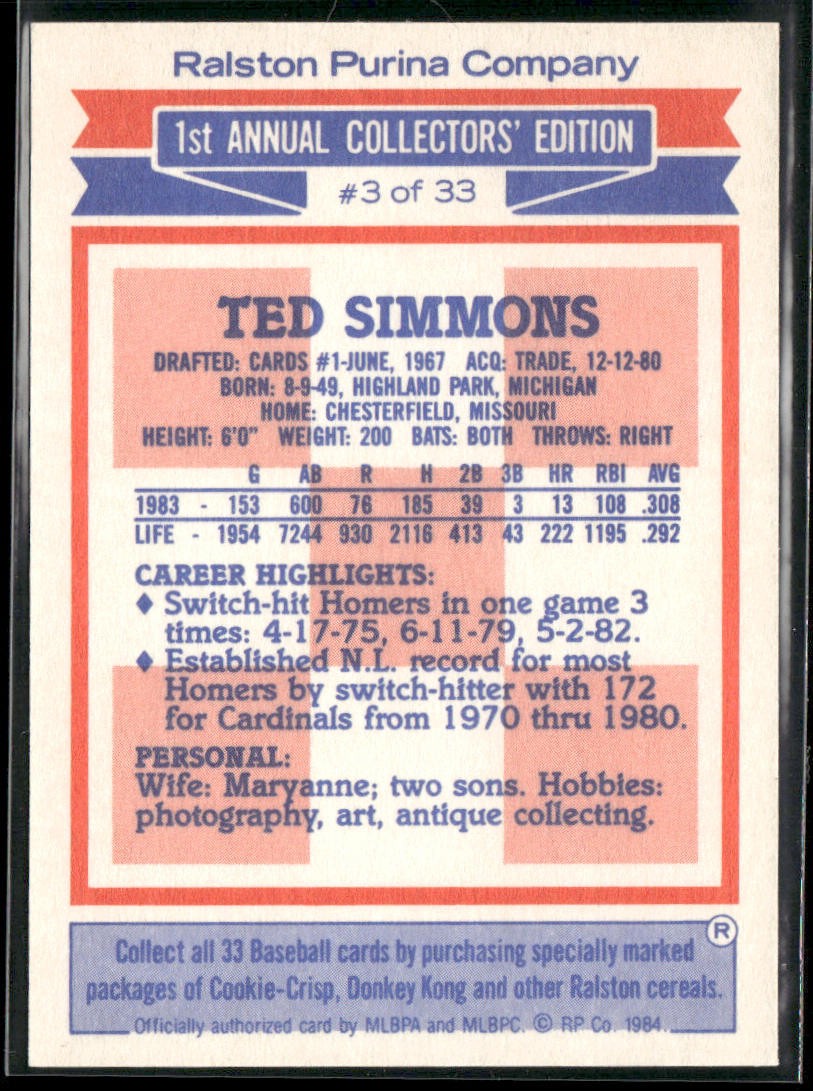 Ralston Purina Company
1st ANNUAL COLLECTORS' EDITION
#3 of 33
TED SIMMONS
DRAFTED: CARDS #1-JUNE, 1967 ACQ: TRADE, 12-12-80
BORN: 8-9-49, HIGHLAND PARK, MICHIGAN
HOME: CHESTERFIELD, MISSOURI
HEIGHT: 6'0" WEIGHT: 200 BATS: BOTH THROWS: RIGHT
G AB R H 2B 3B HR RBI AVG
1983 - 153 600 76 185 39 3 13 108 .308
LIFE - 1954 7244 930 2116 413 43 222 1195 .292
CAREER HIGHLIGHTS:
♦ Switch-hit Homers in one game 3
times: 4-17-75, 6-11-79, 5-2-82.
♦ Established N.L. record for most
Homers by switch-hitter with 172
for Cardinals from 1970 thru 1980.
PERSONAL:
Wife: Maryanne; two sons. Hobbies:
photography, art, antique collecting.
®
Collect all 33 Baseball cards by purchasing specially marked
packages of Cookie-Crisp, Donkey Kong and other Ralston cereals.
Officially authorized card by MLBPA and MLBPC. © RP Co. 1984.